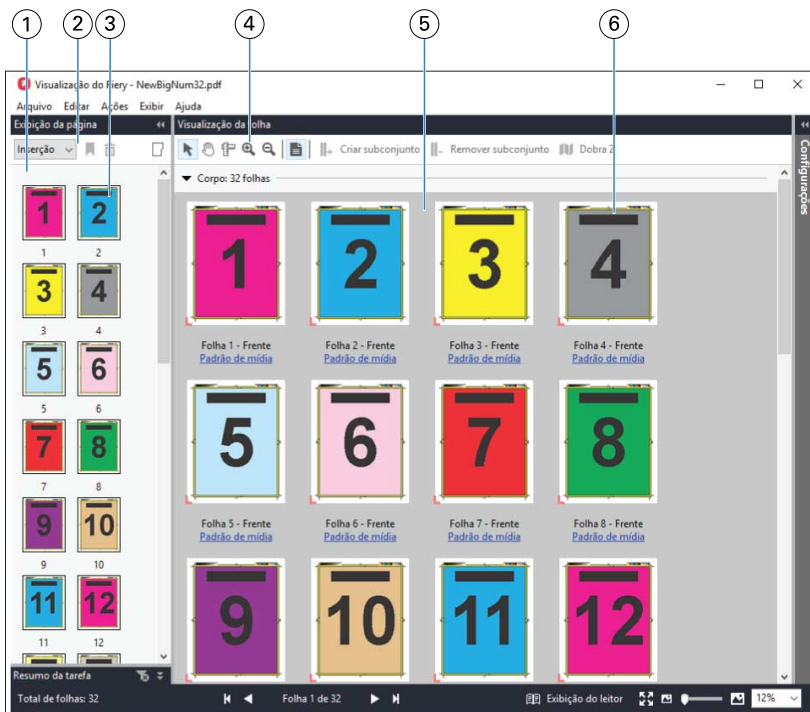 1 2 3 4 5 6
Visualização do Fiery - NewBigNum32.pdf
Arquivo Editar Ações Exibir Ajuda
Exibição da página
Visualização da folha
Inserção
Criar subconjunto
Remover subconjunto
Dobra Z
Configurações
Corpo: 32 folhas
1 2
1 2
3 4
3 4
5 6
5 6
7 8
7 8
9 10
9 10
11 12
11 12
1 2 3 4
Folha 1 - Frente Folha 2 - Frente Folha 3 - Frente Folha 4 - Frente
Padrão de mídia Padrão de mídia Padrão de mídia Padrão de mídia
5 6 7 8
Folha 5 - Frente Folha 6 - Frente Folha 7 - Frente Folha 8 - Frente
Padrão de mídia Padrão de mídia Padrão de mídia Padrão de mídia
9 10 11 12
Resumo da tarefa
Total de folhas: 32
Folha 1 de 32
Exibição do leitor
12%